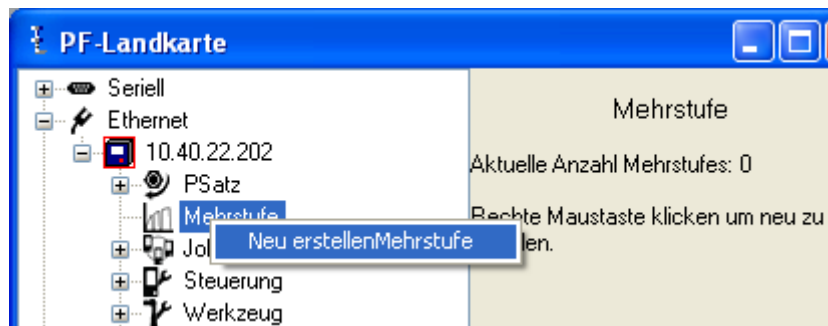 PF-Landkarte
Seriell
Ethernet
10.40.22.202
PSatz
Mehrstufe
Neu erstellenMehrstufe
Steuerung
Werkzeug
Mehrstufe
Aktuelle Anzahl Mehrstufes: 0
Rechte Maustaste klicken um neu zu